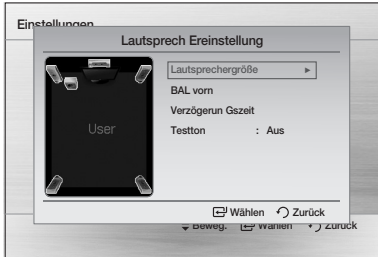 Einstellungen
Lautsprech Ereinstellung
Lautsprechergröße ►
BAL vorn
Verzögerun Gszeit
Testton : Aus
User
Wählen Zurück
Beweg. Wählen Zurück